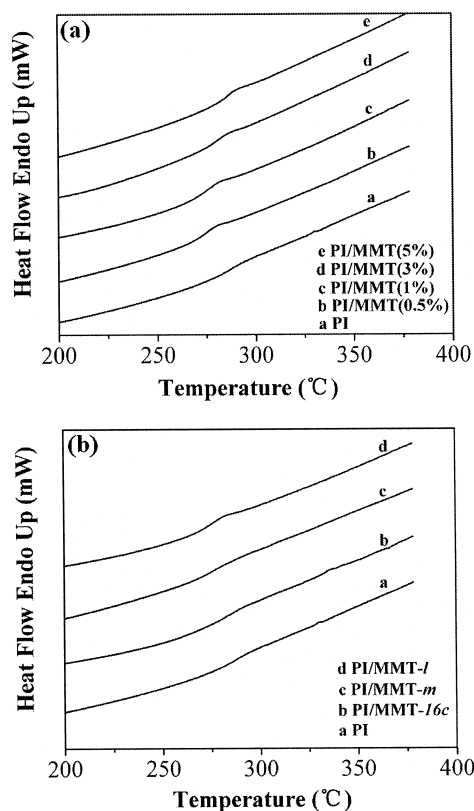 (a)
e
d
c
b
a
e PI/MMT(5%)
d PI/MMT(3%)
c PI/MMT(1%)
b PI/MMT(0.5%)
a PI
Heat Flow Endo Up (mW)
200 250 300 350 400
Temperature (℃)
(b)
d
c
b
a
d PI/MMT-l
c PI/MMT-m
b PI/MMT-16c
a PI
Heat Flow Endo Up (mW)
200 250 300 350 400
Temperature (℃)